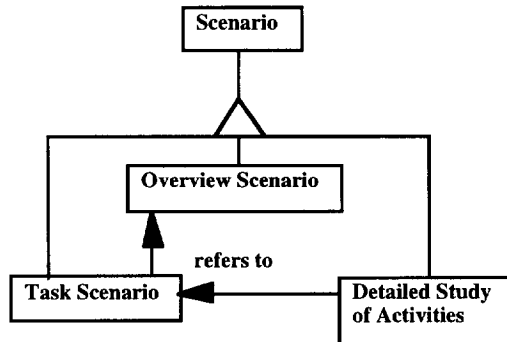 Scenario
Overview Scenario
refers to
Task Scenario
Detailed Study
of Activities